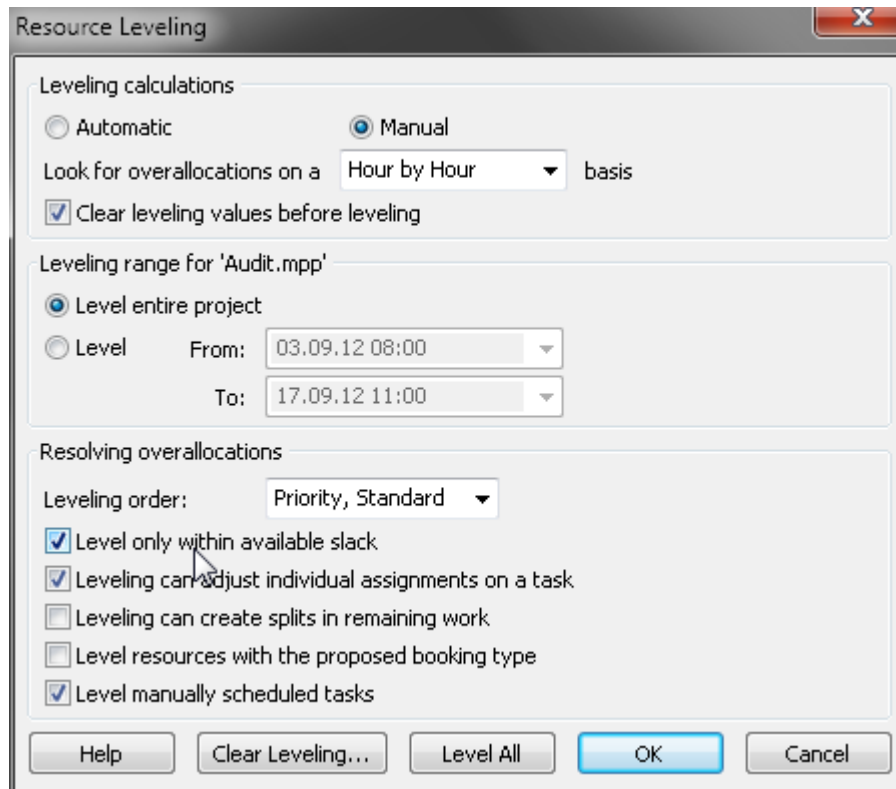 Resource Leveling
Leveling calculations
Automatic Manual
Look for overallocations on a Hour by Hour basis
Clear leveling values before leveling
Leveling range for 'Audit.mpp'
Level entire project
Level From: 03.09.12 08:00
To: 17.09.12 11:00
Resolving overallocations
Leveling order: Priority, Standard
Level only within available slack
Leveling can adjust individual assignments on a task
Leveling can create splits in remaining work
Level resources with the proposed booking type
Level manually scheduled tasks
Help Clear Leveling... Level All OK Cancel